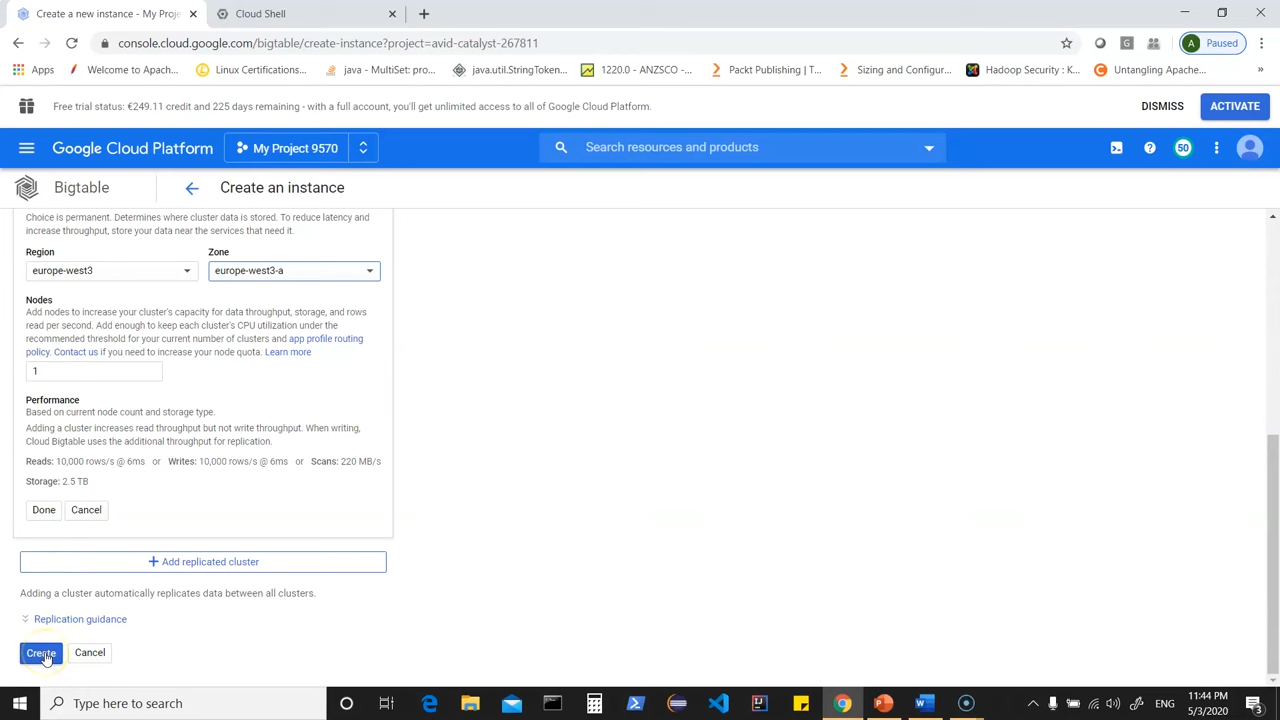 Create a new instance - My Proje
Cloud Shell
console.cloud.google.com/bigtable/create-instance?project=avid-catalyst-267811
A
Paused
Apps
Welcome to Apach...
Linux Certifications...
java - MultiSet: pro...
java.util.StringToken...
1220.0 - ANZSCO -...
Packt Publishing | T...
Sizing and Configur...
Hadoop Security : K...
Untangling Apache...
»
Free trial status: €249.11 credit and 225 days remaining - with a full account, you'll get unlimited access to all of Google Cloud Platform.
DISMISS
ACTIVATE
Google Cloud Platform
My Project 9570
Search resources and products
50
Bigtable
Create an instance
Choice is permanent. Determines where cluster data is stored. To reduce latency and
increase throughput, store your data near the services that need it.
Region
Zone
europe-west3
europe-west3-a
Nodes
Add nodes to increase your cluster's capacity for data throughput, storage, and rows
read per second. Add enough to keep each cluster's CPU utilization under the
recommended threshold for your current number of clusters and app profile routing
policy. Contact us if you need to increase your node quota. Learn more
1
Performance
Based on current node count and storage type.
Adding a cluster increases read throughput but not write throughput. When writing,
Cloud Bigtable uses the additional throughput for replication.
Reads: 10,000 rows/s @ 6ms or Writes: 10,000 rows/s @ 6ms or Scans: 220 MB/s
Storage: 2.5 TB
Done
Cancel
+ Add replicated cluster
Adding a cluster automatically replicates data between all clusters.
Replication guidance
Create
Cancel
Type here to search
ENG
11:44 PM
5/3/2020
3